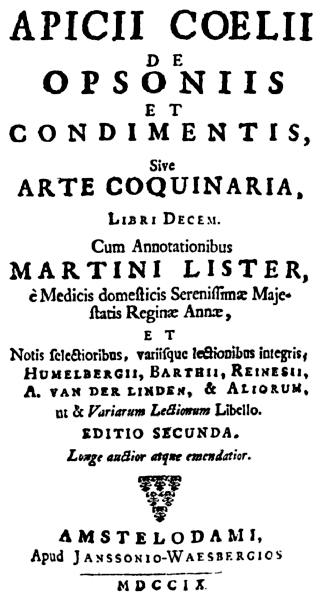 APICII COELII
DE
OPSONIIS
ET
CONDIMENTIS,
Sive
ARTE COQUINARIA,
LIBRI DECEM.
Cum Annotationibus
MARTINI LISTER,
è Medicis domesticis Serenissimæ Maje-
statis Reginæ Annæ,
ET
Notis selectioribus, variisque lectionibus integris,
HUMELBERGII, BARTHII, REINESII,
A. VAN DER LINDEN, & ALIORUM,
ut & Variarum Lectionum Libello.
EDITIO SECUNDA.
Longe auctior atque emendatior.
AMSTELODAMI,
Apud JANSSONIO-WAESBERGIOS
MDCCIX.